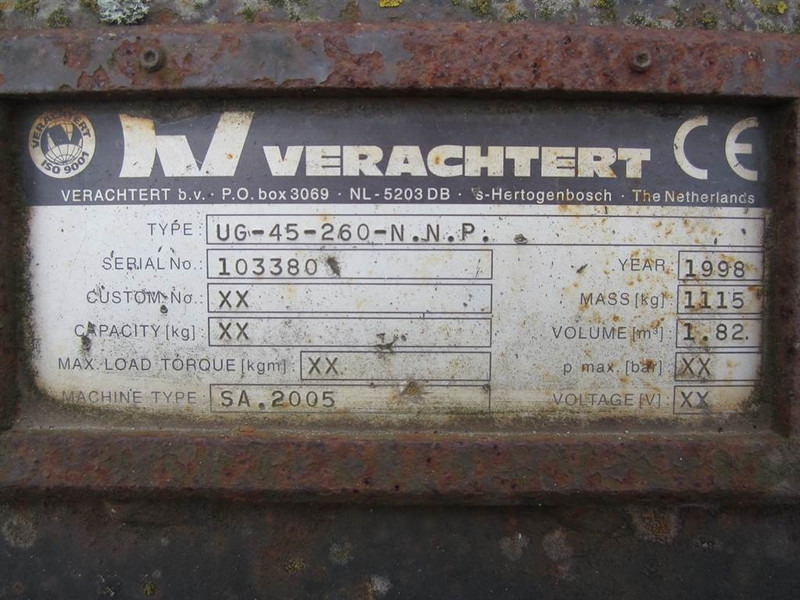 VERACHTERT
ISO 9001
VERACHTERT CE
VERACHTERT b.v. · P.O. box 3069 · NL - 5203 DB · 's-Hertogenbosch · The Netherlands
TYPE : UG-45-260-N.N.P.
SERIAL No. : 103380 YEAR : 1998
CUSTOM. No. : XX MASS [kg] : 1115
CAPACITY [kg] : XX VOLUME [m³] : 1.82
MAX. LOAD TORQUE [kgm] : XX p max. [bar] : XX
MACHINE TYPE : SA.2005 VOLTAGE [V] : XX